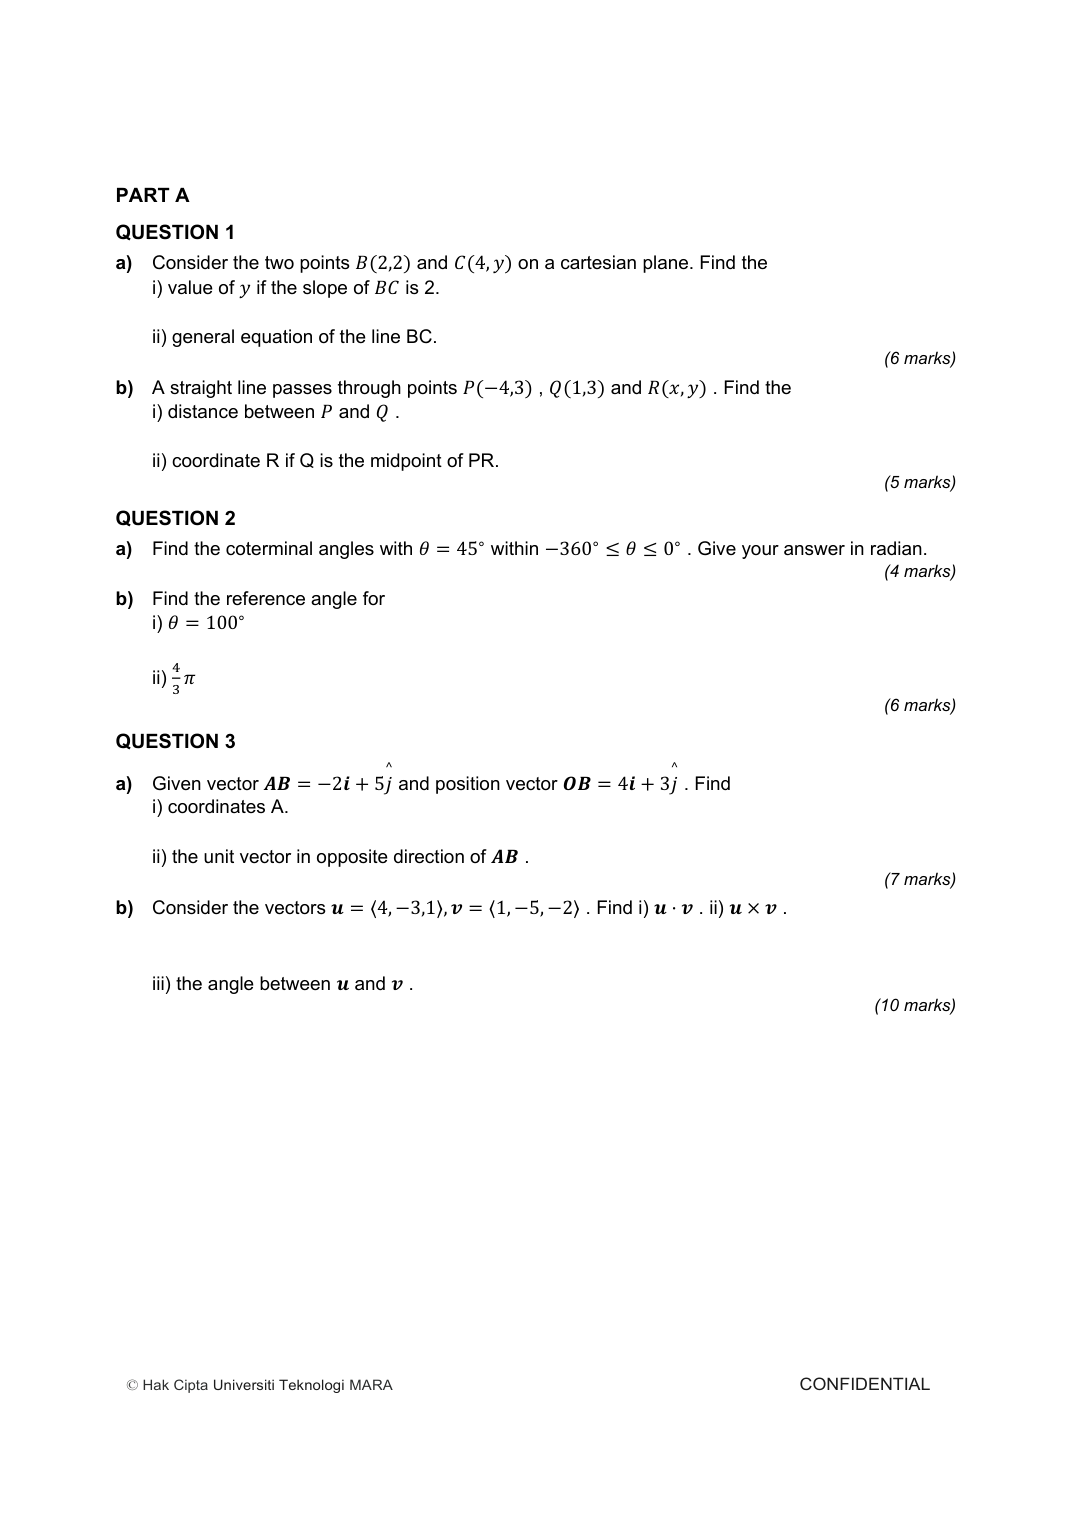 PART A
QUESTION 1
a) Consider the two points B(2,2) and C(4, y) on a cartesian plane. Find the
i) value of y if the slope of BC is 2.
ii) general equation of the line BC.
(6 marks)
b) A straight line passes through points P(−4,3) , Q(1,3) and R(x, y) . Find the
i) distance between P and Q .
ii) coordinate R if Q is the midpoint of PR.
(5 marks)
QUESTION 2
a) Find the coterminal angles with θ = 45° within −360° ≤ θ ≤ 0° . Give your answer in radian.
(4 marks)
b) Find the reference angle for
i) θ = 100°
ii) 4/3 π
(6 marks)
QUESTION 3
a) Given vector AB = −2i + 5ĵ and position vector OB = 4i + 3ĵ . Find
i) coordinates A.
ii) the unit vector in opposite direction of AB .
(7 marks)
b) Consider the vectors u = ⟨4, −3,1⟩, v = ⟨1, −5, −2⟩ . Find i) u · v . ii) u × v .
iii) the angle between u and v .
(10 marks)
© Hak Cipta Universiti Teknologi MARA CONFIDENTIAL